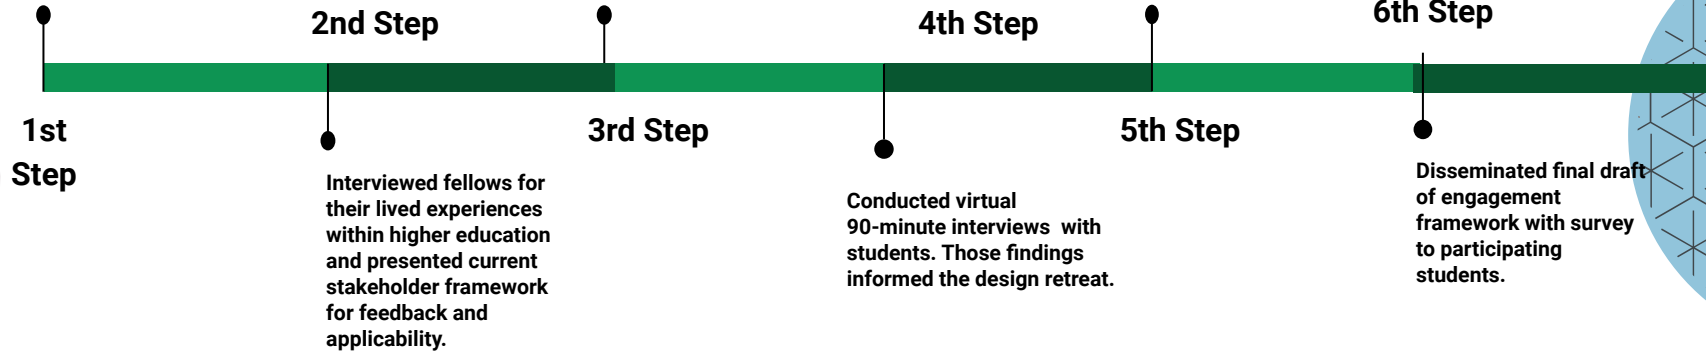 2nd Step
4th Step
6th Step
1st
Step
3rd Step
5th Step
Interviewed fellows for
their lived experiences
within higher education
and presented current
stakeholder framework
for feedback and
applicability.
Conducted virtual
90-minute interviews  with
students. Those findings
informed the design retreat.
Disseminated final draft
of engagement
framework with survey
to participating
students.